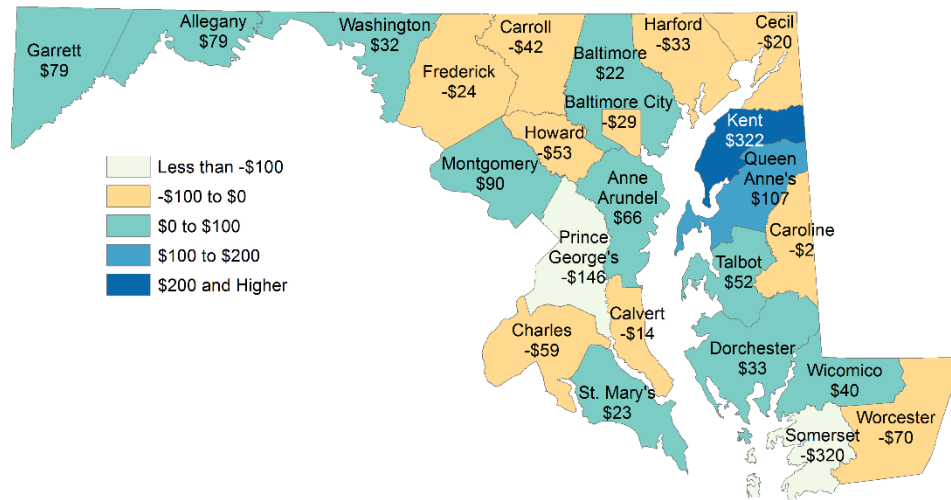 Garrett
$79
Allegany
$79
Washington
$32
Frederick
-$24
Carroll
-$42
Baltimore
$22
Baltimore City
-$29
Harford
-$33
Cecil
-$20
Howard
-$53
Montgomery
$90
Anne
Arundel
$66
Kent
$322
Queen
Anne's
$107
Caroline
-$2
Talbot
$52
Prince
George's
-$146
Calvert
-$14
Charles
-$59
St. Mary's
$23
Dorchester
$33
Wicomico
$40
Somerset
-$320
Worcester
-$70
Less than -$100
-$100 to $0
$0 to $100
$100 to $200
$200 and Higher